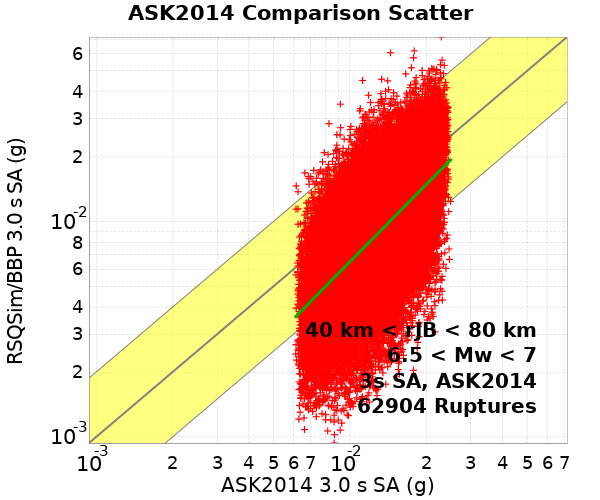 ASK2014 Comparison Scatter
RSQSim/BBP 3.0 s SA (g)
6
4
3
2
10-2
8
6
4
3
2
10-3
40 km < rJB < 80 km
6.5 < Mw < 7
3s SA, ASK2014
62904 Ruptures
10-3 2 3 4 5 6 7 10-2 2 3 4 5 6 7
ASK2014 3.0 s SA (g)